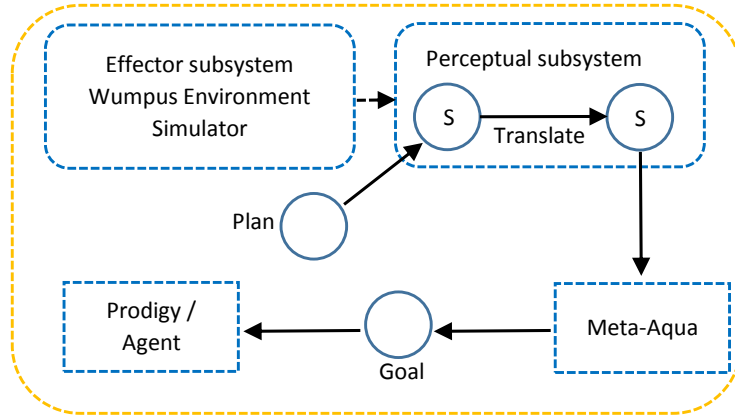 Effector subsystem
Wumpus Environment
Simulator
Perceptual subsystem
S
S
Translate
Plan
Prodigy /
Agent
Goal
Meta-Aqua